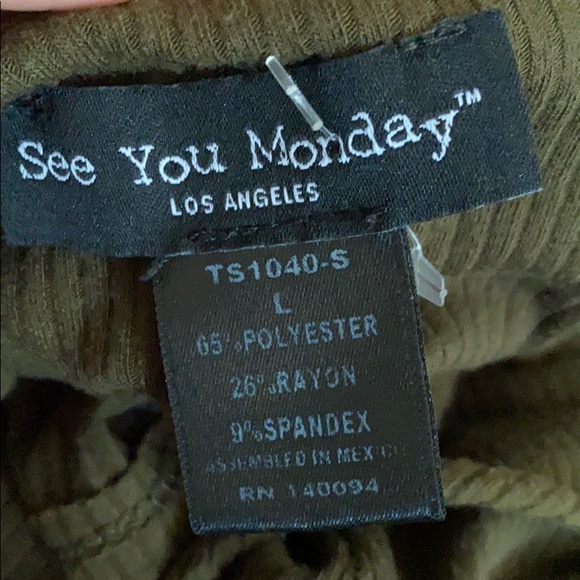 See You Monday™
LOS ANGELES
TS1040-S
L
65% POLYESTER
26% RAYON
9% SPANDEX
ASSEMBLED IN MEXICO
RN 140094